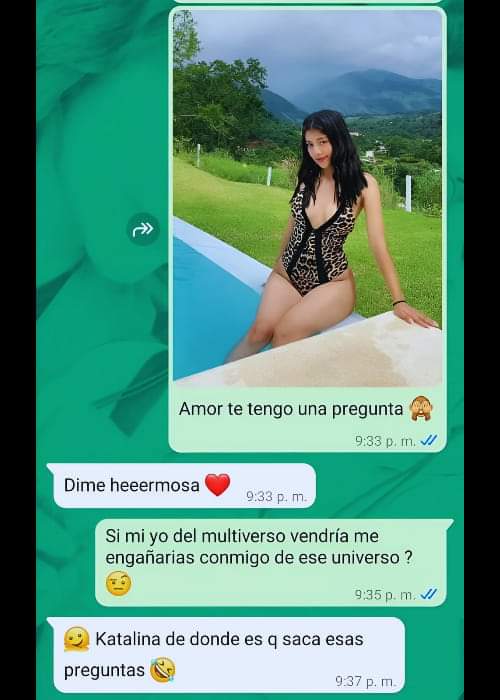 Amor te tengo una pregunta 🙈
9:33 p. m.
Dime heeermosa ❤️
9:33 p. m.
Si mi yo del multiverso vendría me
engañarias conmigo de ese universo ?
🤨
9:35 p. m.
🫠 Katalina de donde es q saca esas
preguntas 🤣
9:37 p. m.